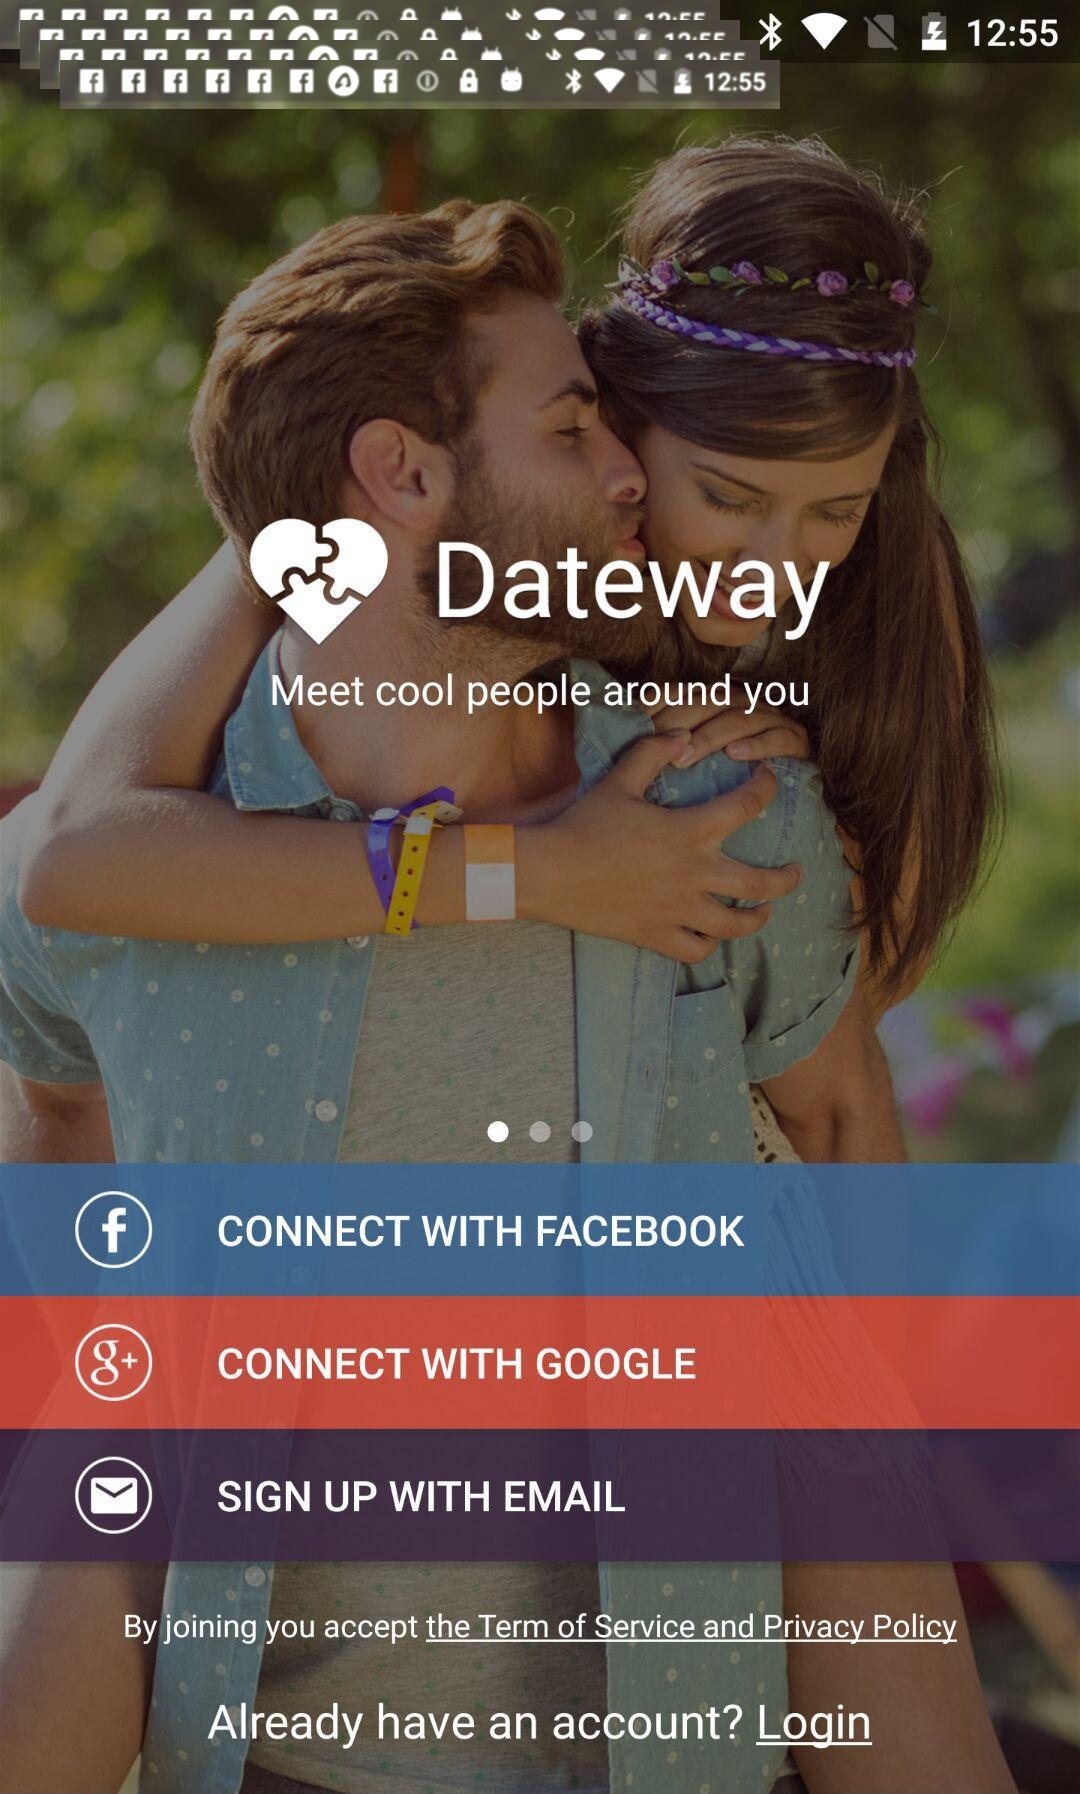 12:55
12:55
Dateway
Meet cool people around you
CONNECT WITH FACEBOOK
CONNECT WITH GOOGLE
SIGN UP WITH EMAIL
By joining you accept the Term of Service and Privacy Policy
Already have an account? Login